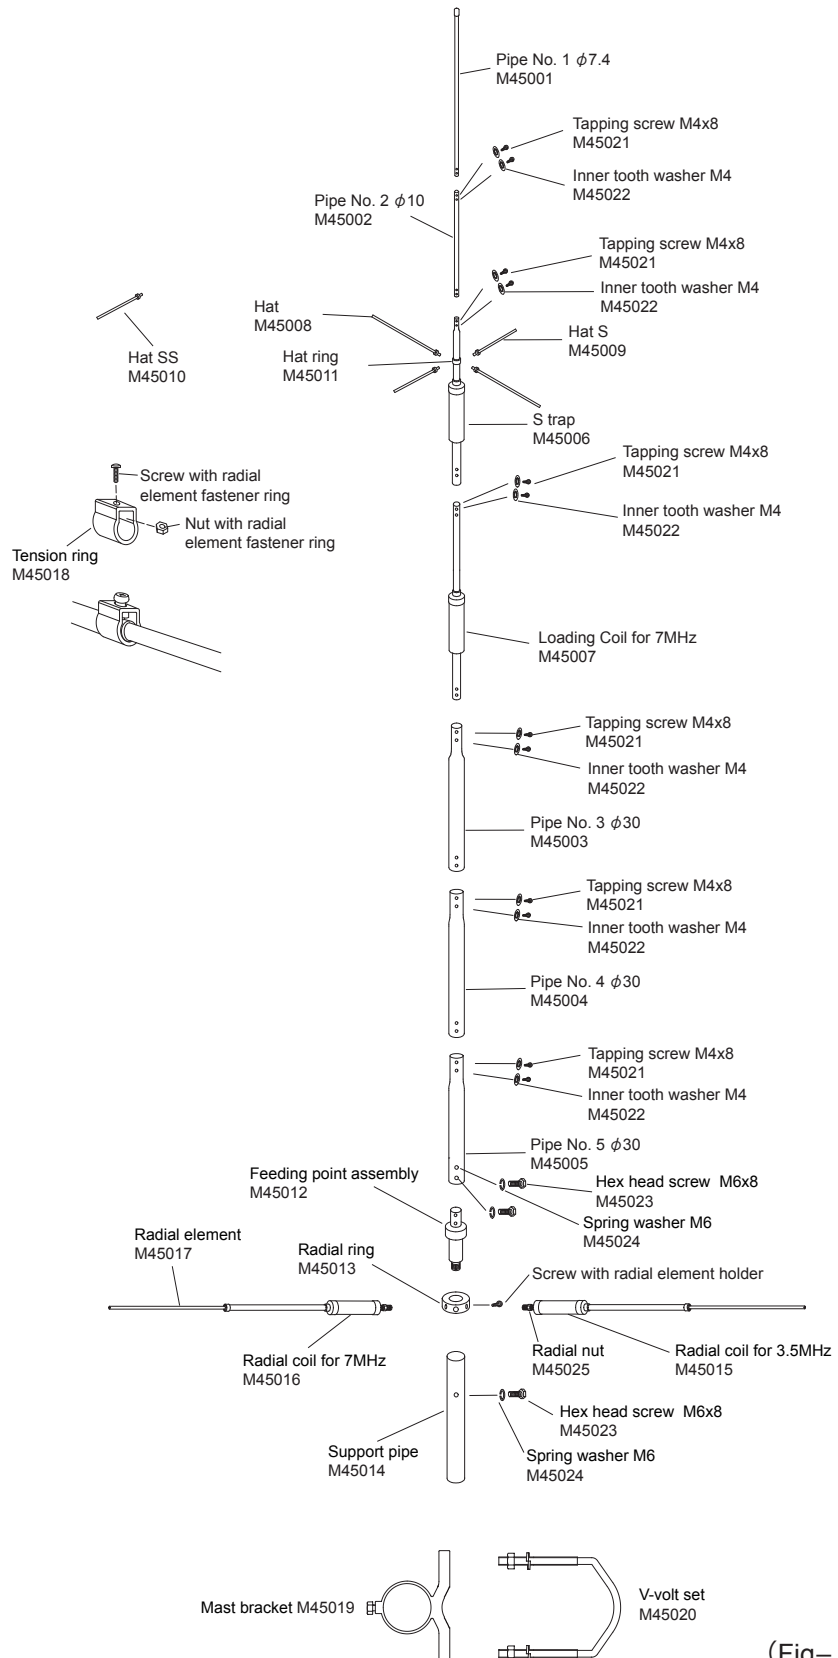 Pipe No. 1 ϕ7.4
M45001
Tapping screw M4x8
M45021
Inner tooth washer M4
M45022
Pipe No. 2 ϕ10
M45002
Tapping screw M4x8
M45021
Inner tooth washer M4
M45022
Hat
M45008
Hat S
M45009
Hat SS
M45010
Hat ring
M45011
S trap
M45006
Tapping screw M4x8
M45021
Screw with radial
element fastener ring
Inner tooth washer M4
M45022
Nut with radial
element fastener ring
Tension ring
M45018
Loading Coil for 7MHz
M45007
Tapping screw M4x8
M45021
Inner tooth washer M4
M45022
Pipe No. 3 ϕ30
M45003
Tapping screw M4x8
M45021
Inner tooth washer M4
M45022
Pipe No. 4 ϕ30
M45004
Tapping screw M4x8
M45021
Inner tooth washer M4
M45022
Pipe No. 5 ϕ30
M45005
Feeding point assembly
M45012
Hex head screw M6x8
M45023
Spring washer M6
M45024
Radial element
M45017
Radial ring
M45013
Screw with radial element holder
Radial coil for 7MHz
M45016
Radial nut
M45025
Radial coil for 3.5MHz
M45015
Hex head screw M6x8
M45023
Support pipe
M45014
Spring washer M6
M45024
Mast bracket M45019
V-volt set
M45020
(Fig–